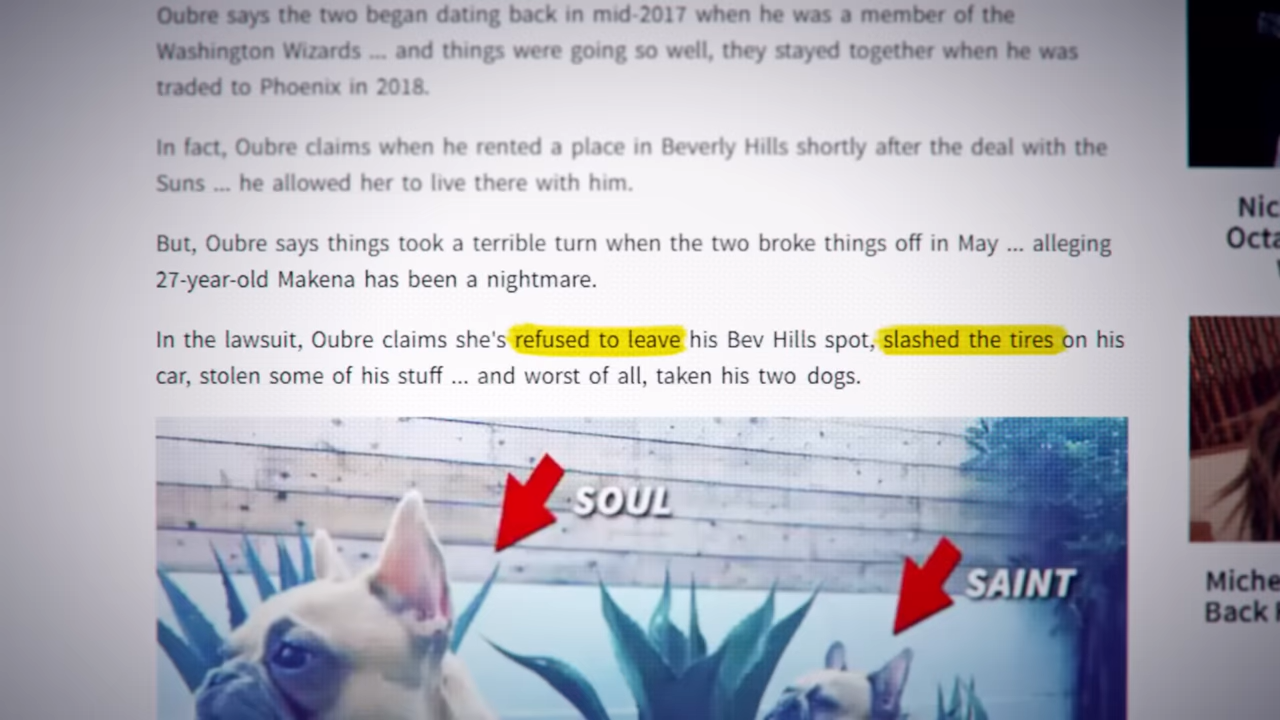 Oubre says the two began dating back in mid-2017 when he was a member of the
Washington Wizards ... and things were going so well, they stayed together when he was
traded to Phoenix in 2018.
In fact, Oubre claims when he rented a place in Beverly Hills shortly after the deal with the
Suns ... he allowed her to live there with him.
But, Oubre says things took a terrible turn when the two broke things off in May ... alleging
27-year-old Makena has been a nightmare.
In the lawsuit, Oubre claims she's refused to leave his Bev Hills spot, slashed the tires on his
car, stolen some of his stuff ... and worst of all, taken his two dogs.
SOUL
SAINT
Nic
Octa
Miche
Back